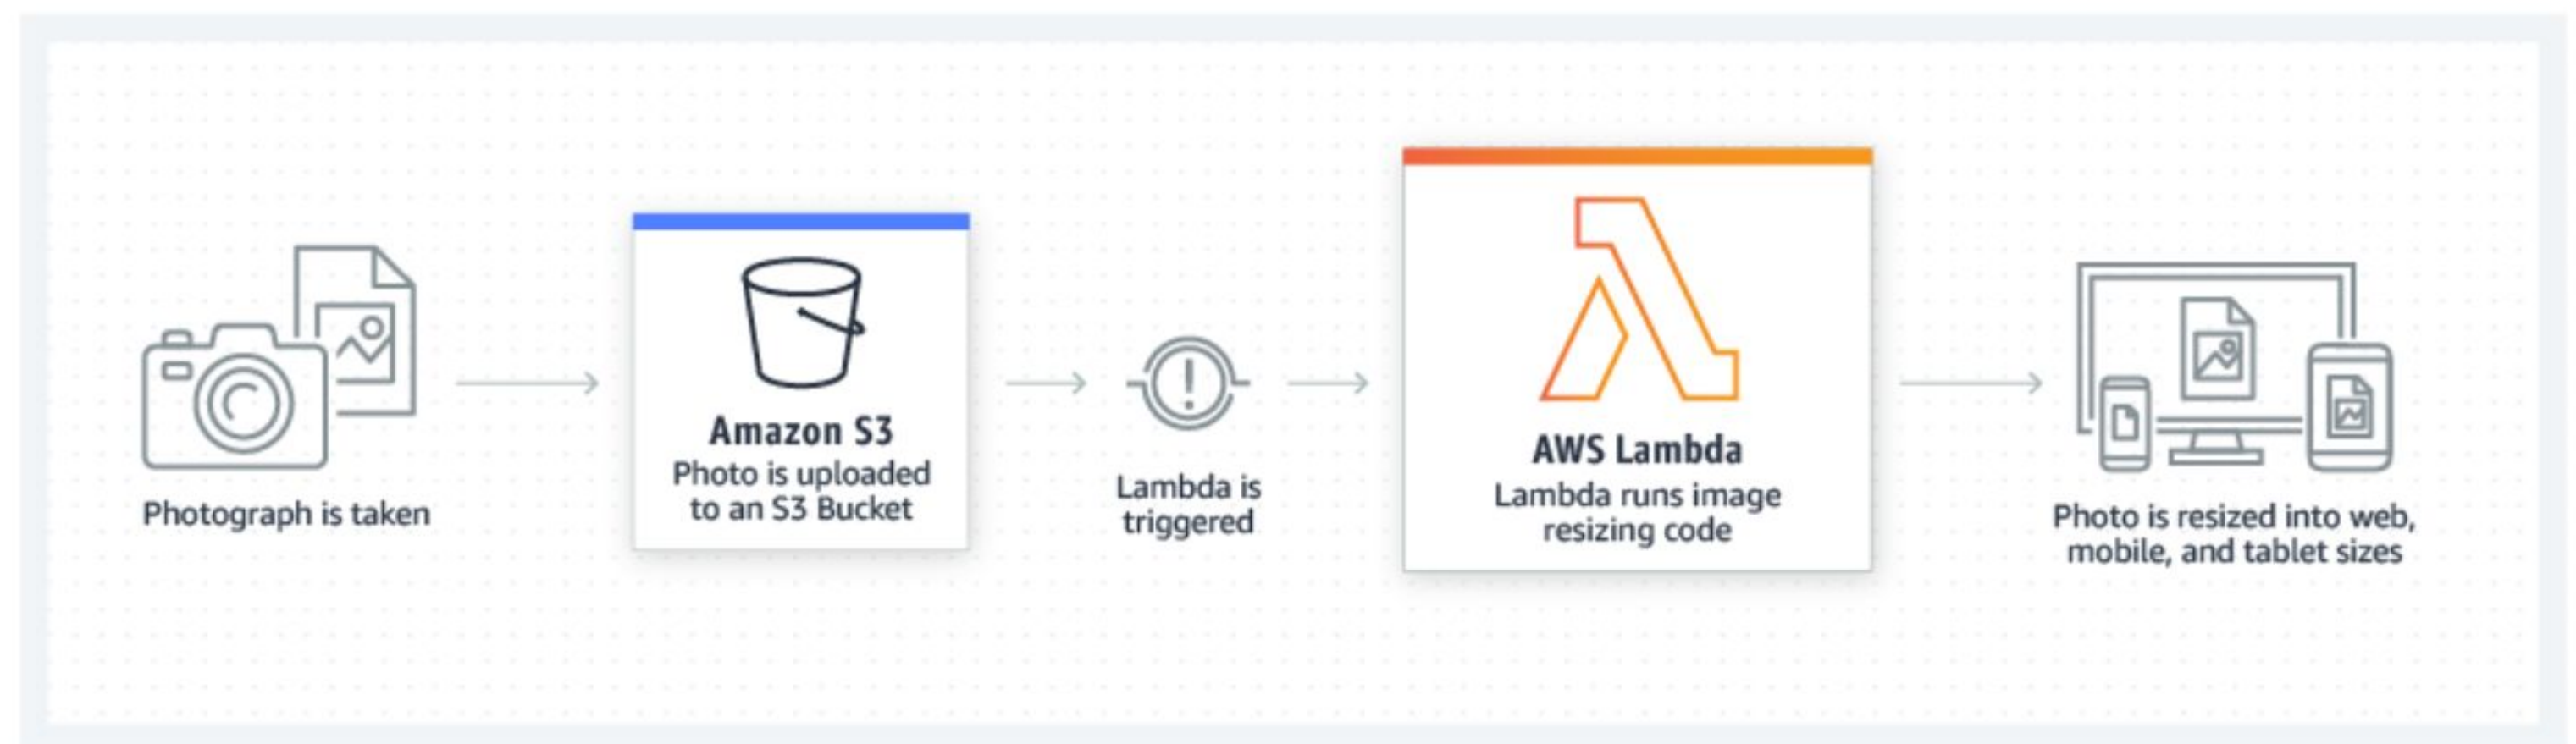 Photograph is taken
Amazon S3
Photo is uploaded
to an S3 Bucket
Lambda is
triggered
AWS Lambda
Lambda runs image
resizing code
Photo is resized into web,
mobile, and tablet sizes